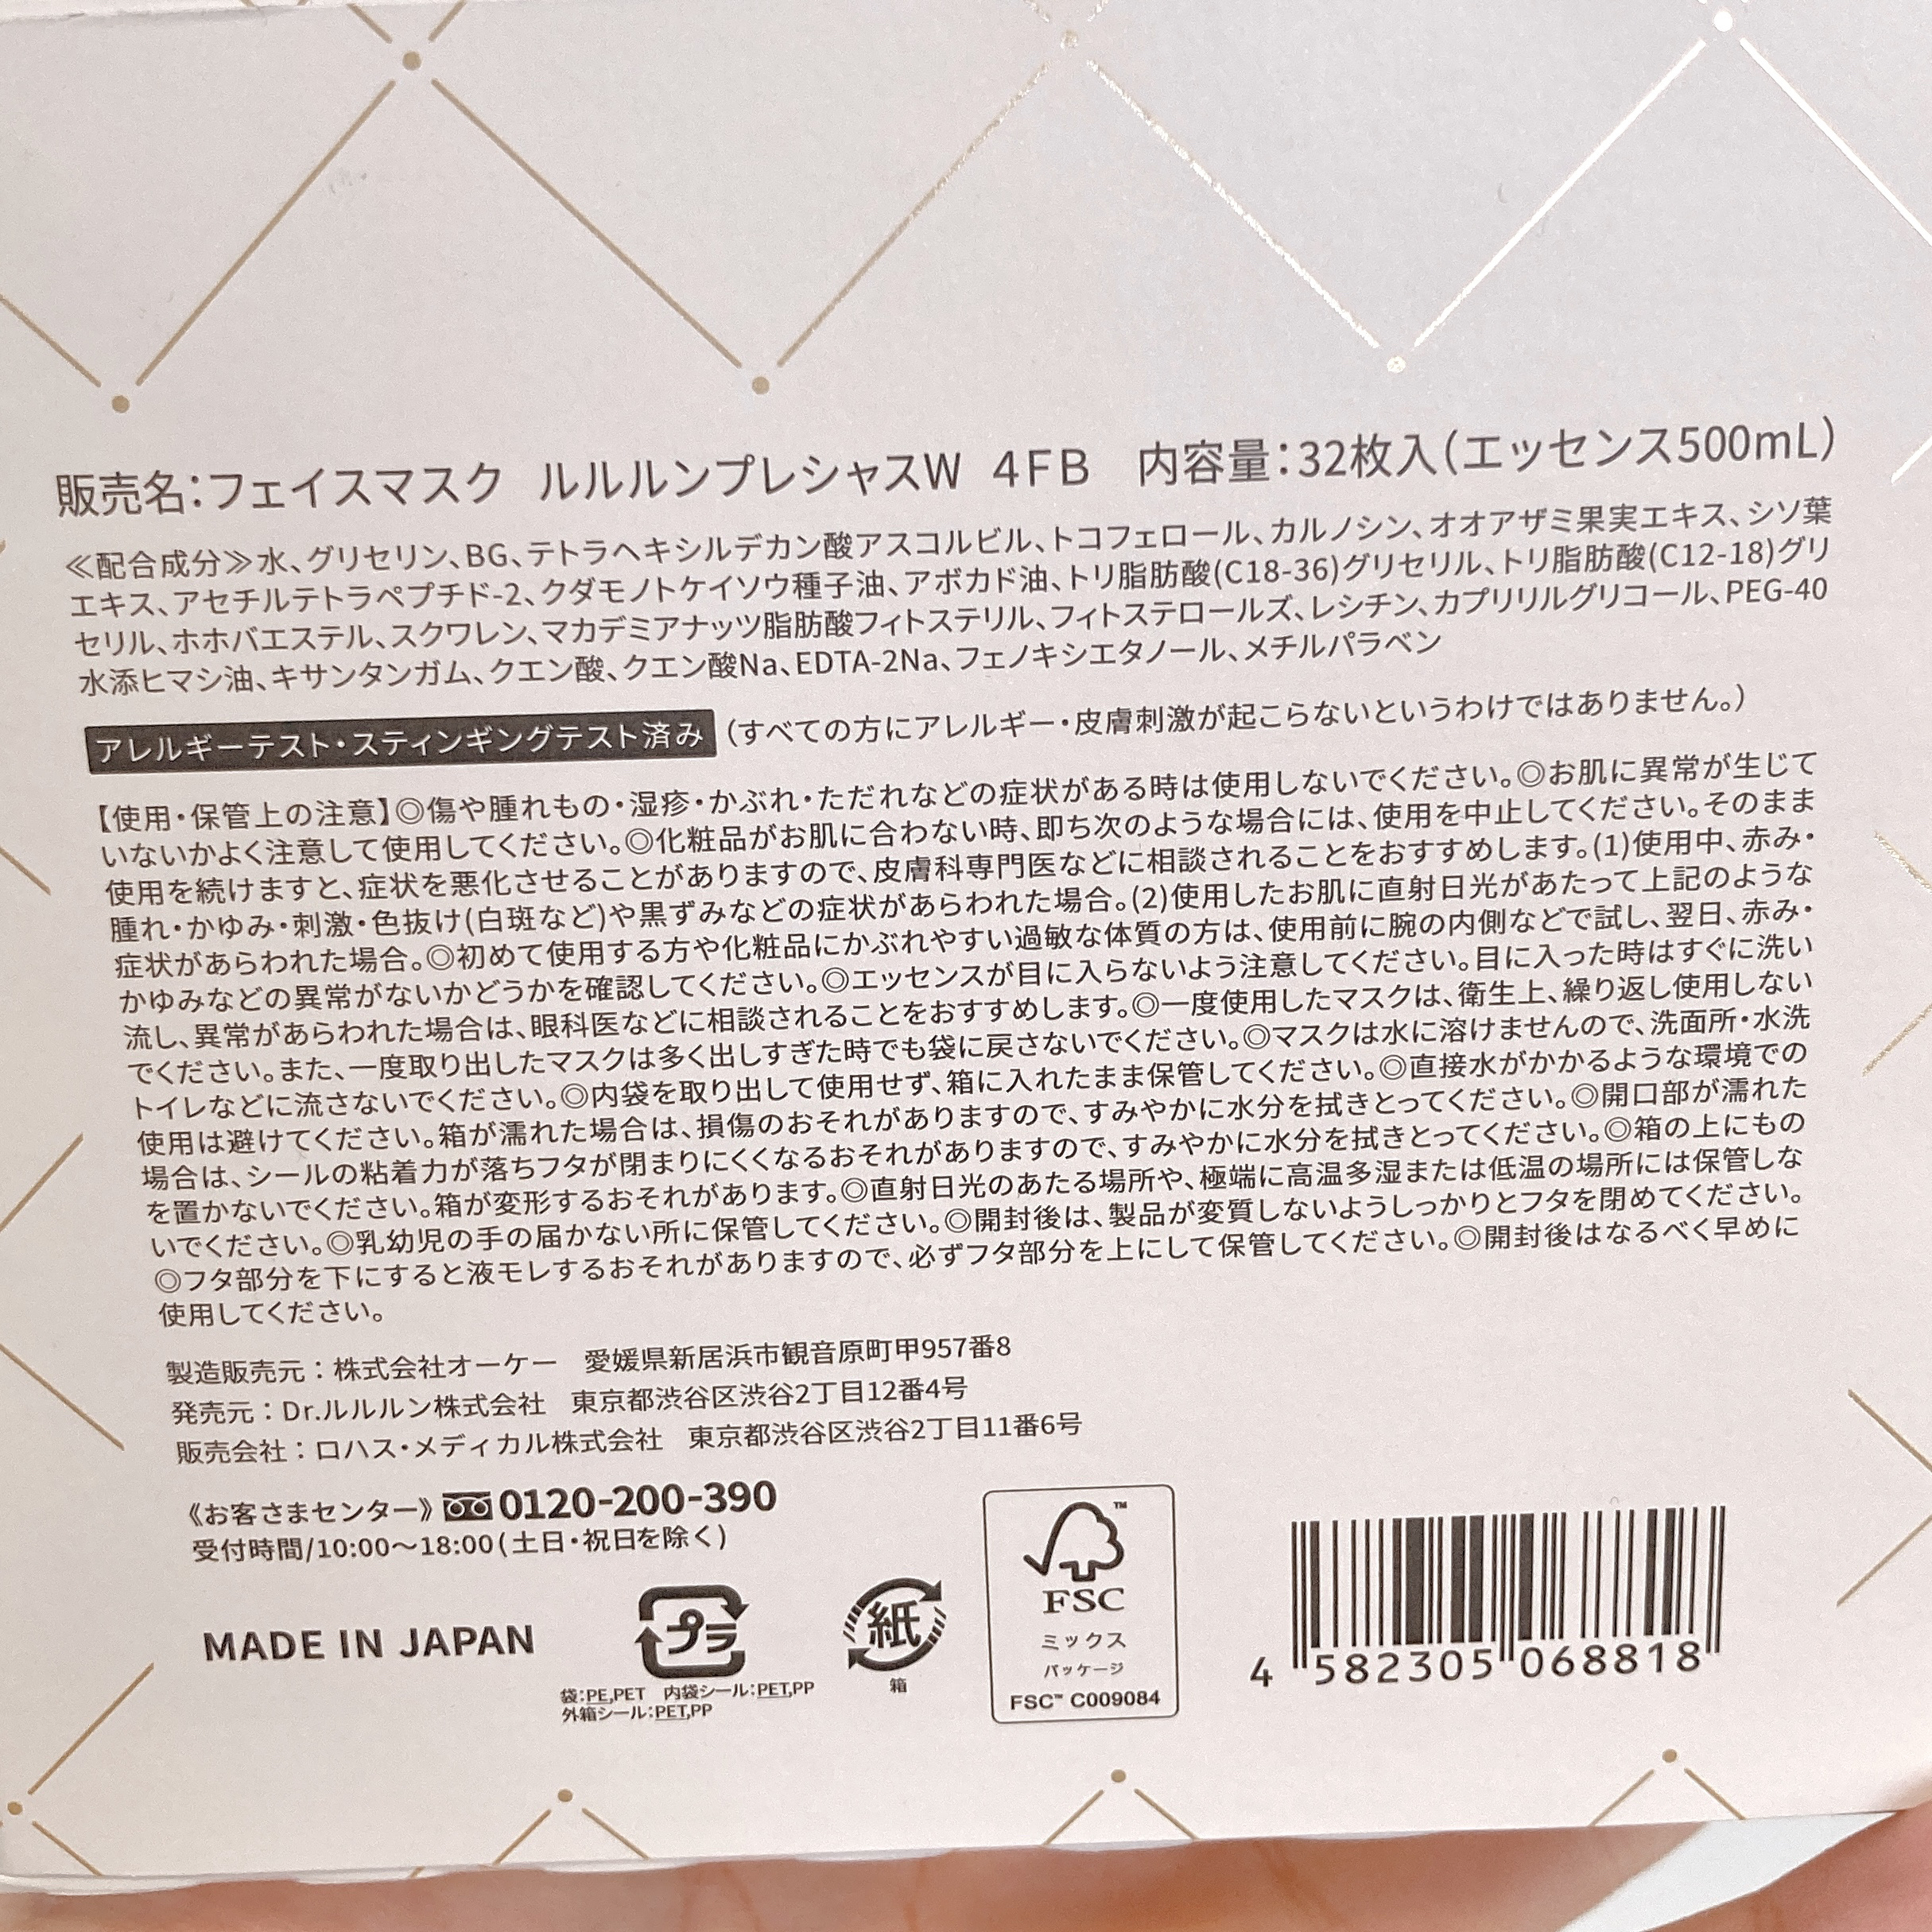 販売名：フェイスマスク ルルルンプレシャスW 4FB 内容量：32枚入（エッセンス500mL）
≪配合成分≫水、グリセリン、BG、テトラヘキシルデカン酸アスコルビル、トコフェロール、カルノシン、オオアザミ果実エキス、シソ葉
エキス、アセチルテトラペプチド-2、クダモノトケイソウ種子油、アボカド油、トリ脂肪酸(C18-36)グリセリル、トリ脂肪酸(C12-18)グリ
セリル、ホホバエステル、スクワレン、マカデミアナッツ脂肪酸フィトステリル、フィトステロールズ、レシチン、カプリリルグリコール、PEG-40
水添ヒマシ油、キサンタンガム、クエン酸、クエン酸Na、EDTA-2Na、フェノキシエタノール、メチルパラベン
アレルギーテスト・スティンギングテスト済み（すべての方にアレルギー・皮膚刺激が起こらないというわけではありません。）
【使用・保管上の注意】◎傷や腫れもの・湿疹・かぶれ・ただれなどの症状がある時は使用しないでください。◎お肌に異常が生じて
いないかよく注意して使用してください。◎化粧品がお肌に合わない時、即ち次のような場合には、使用を中止してください。そのまま
使用を続けますと、症状を悪化させることがありますので、皮膚科専門医などに相談されることをおすすめします。(1)使用中、赤み・
腫れ・かゆみ・刺激・色抜け(白斑など)や黒ずみなどの症状があらわれた場合。(2)使用したお肌に直射日光があたって上記のような
症状があらわれた場合。◎初めて使用する方や化粧品にかぶれやすい過敏な体質の方は、使用前に腕の内側などで試し、翌日、赤み・
かゆみなどの異常がないかどうかを確認してください。◎エッセンスが目に入らないよう注意してください。目に入った時はすぐに洗い
流し、異常があらわれた場合は、眼科医などに相談されることをおすすめします。◎一度使用したマスクは、衛生上、繰り返し使用しない
でください。また、一度取り出したマスクは多く出しすぎた時でも袋に戻さないでください。◎マスクは水に溶けませんので、洗面所・水洗
トイレなどに流さないでください。◎内袋を取り出して使用せず、箱に入れたまま保管してください。◎直接水がかかるような環境での
使用は避けてください。箱が濡れた場合は、損傷のおそれがありますので、すみやかに水分を拭きとってください。◎開口部が濡れた
場合は、シールの粘着力が落ちフタが閉まりにくくなるおそれがありますので、すみやかに水分を拭きとってください。◎箱の上にもの
を置かないでください。箱が変形するおそれがあります。◎直射日光のあたる場所や、極端に高温多湿または低温の場所には保管しな
いでください。◎乳幼児の手の届かない所に保管してください。◎開封後は、製品が変質しないようしっかりとフタを閉めてください。
◎フタ部分を下にすると液モレするおそれがありますので、必ずフタ部分を上にして保管してください。◎開封後はなるべく早めに
使用してください。
製造販売元：株式会社オーケー 愛媛県新居浜市観音原町甲957番8
発売元：Dr.ルルルン株式会社 東京都渋谷区渋谷2丁目12番4号
販売会社：ロハス・メディカル株式会社 東京都渋谷区渋谷2丁目11番6号
《お客さまセンター》0120-200-390
受付時間/10:00〜18:00(土日・祝日を除く)
MADE IN JAPAN
プラ
袋：PE,PET 内袋シール：PET,PP
外箱シール：PET,PP
紙
箱
FSC™
ミックス
パッケージ
FSC™ C009084
4 582305 068818